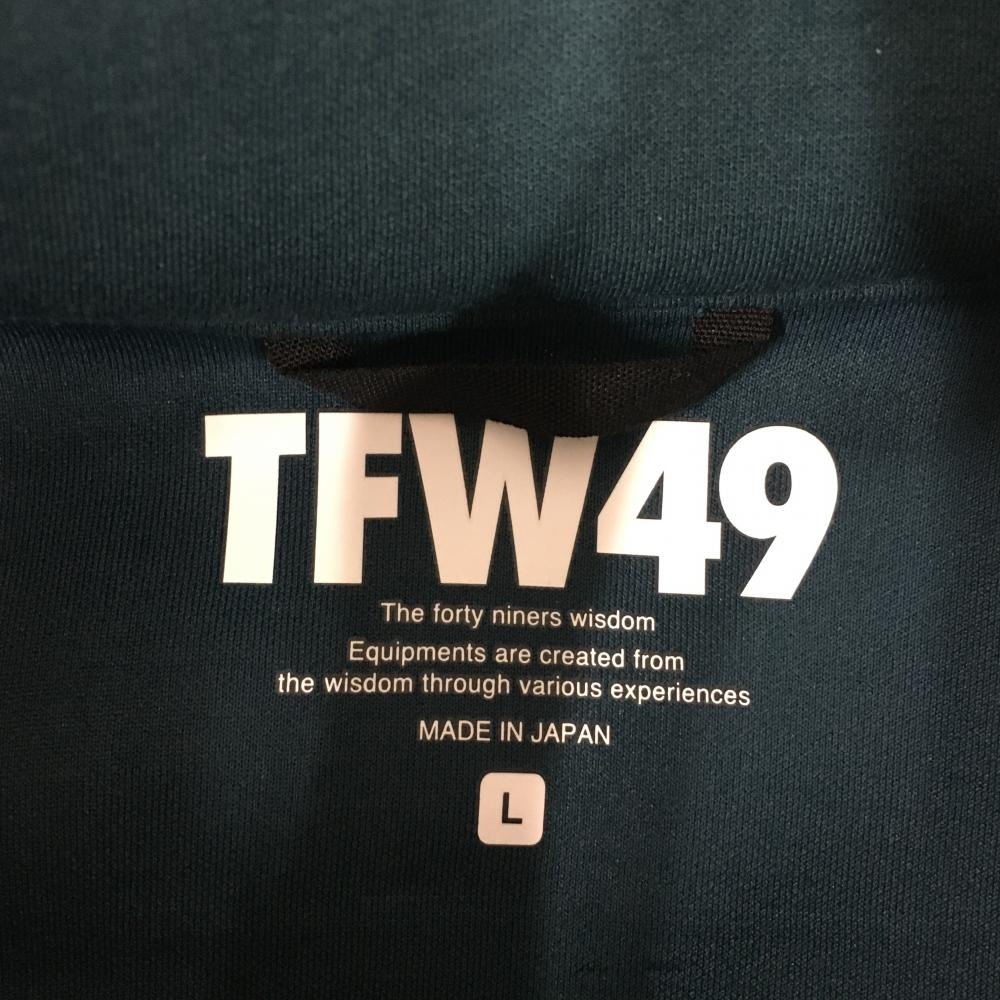 TFW49
The forty niners wisdom
Equipments are created from
the wisdom through various experiences
MADE IN JAPAN
L